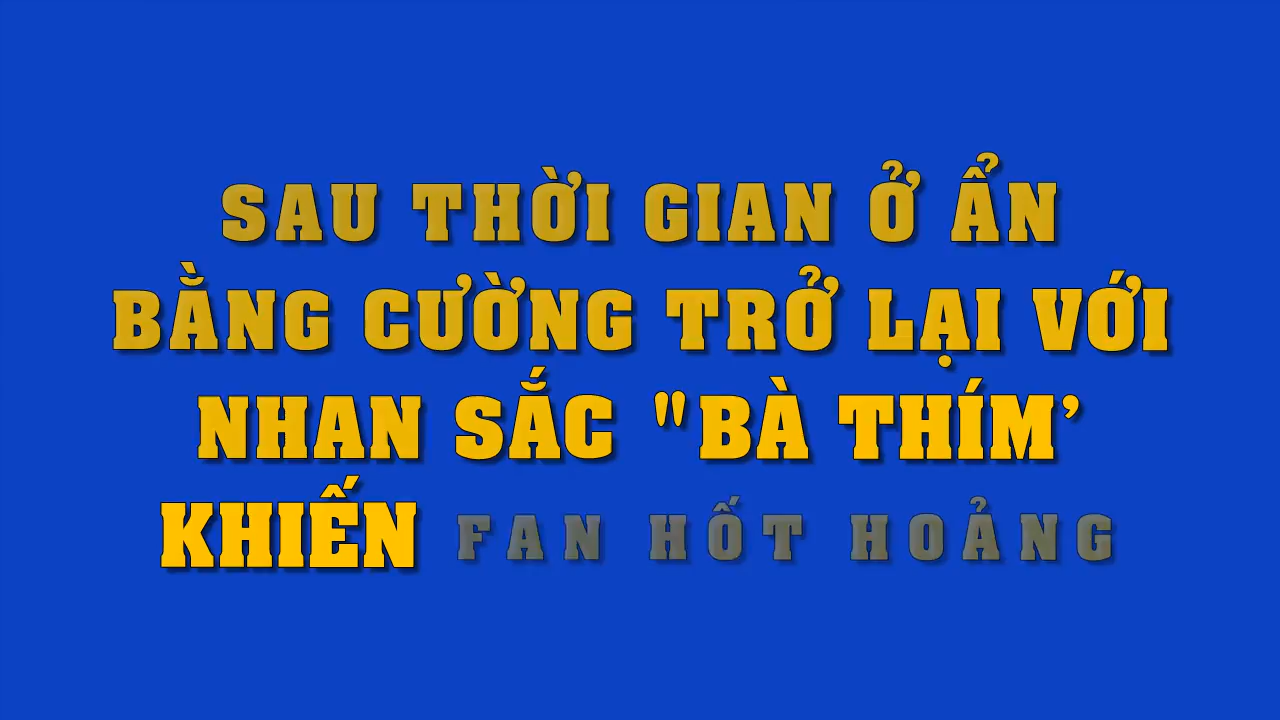 SAU THỜI GIAN Ở ẨN
BẰNG CƯỜNG TRỞ LẠI VỚI
NHAN SẮC "BÀ THÍM’
KHIẾN FAN HỐT HOẢNG